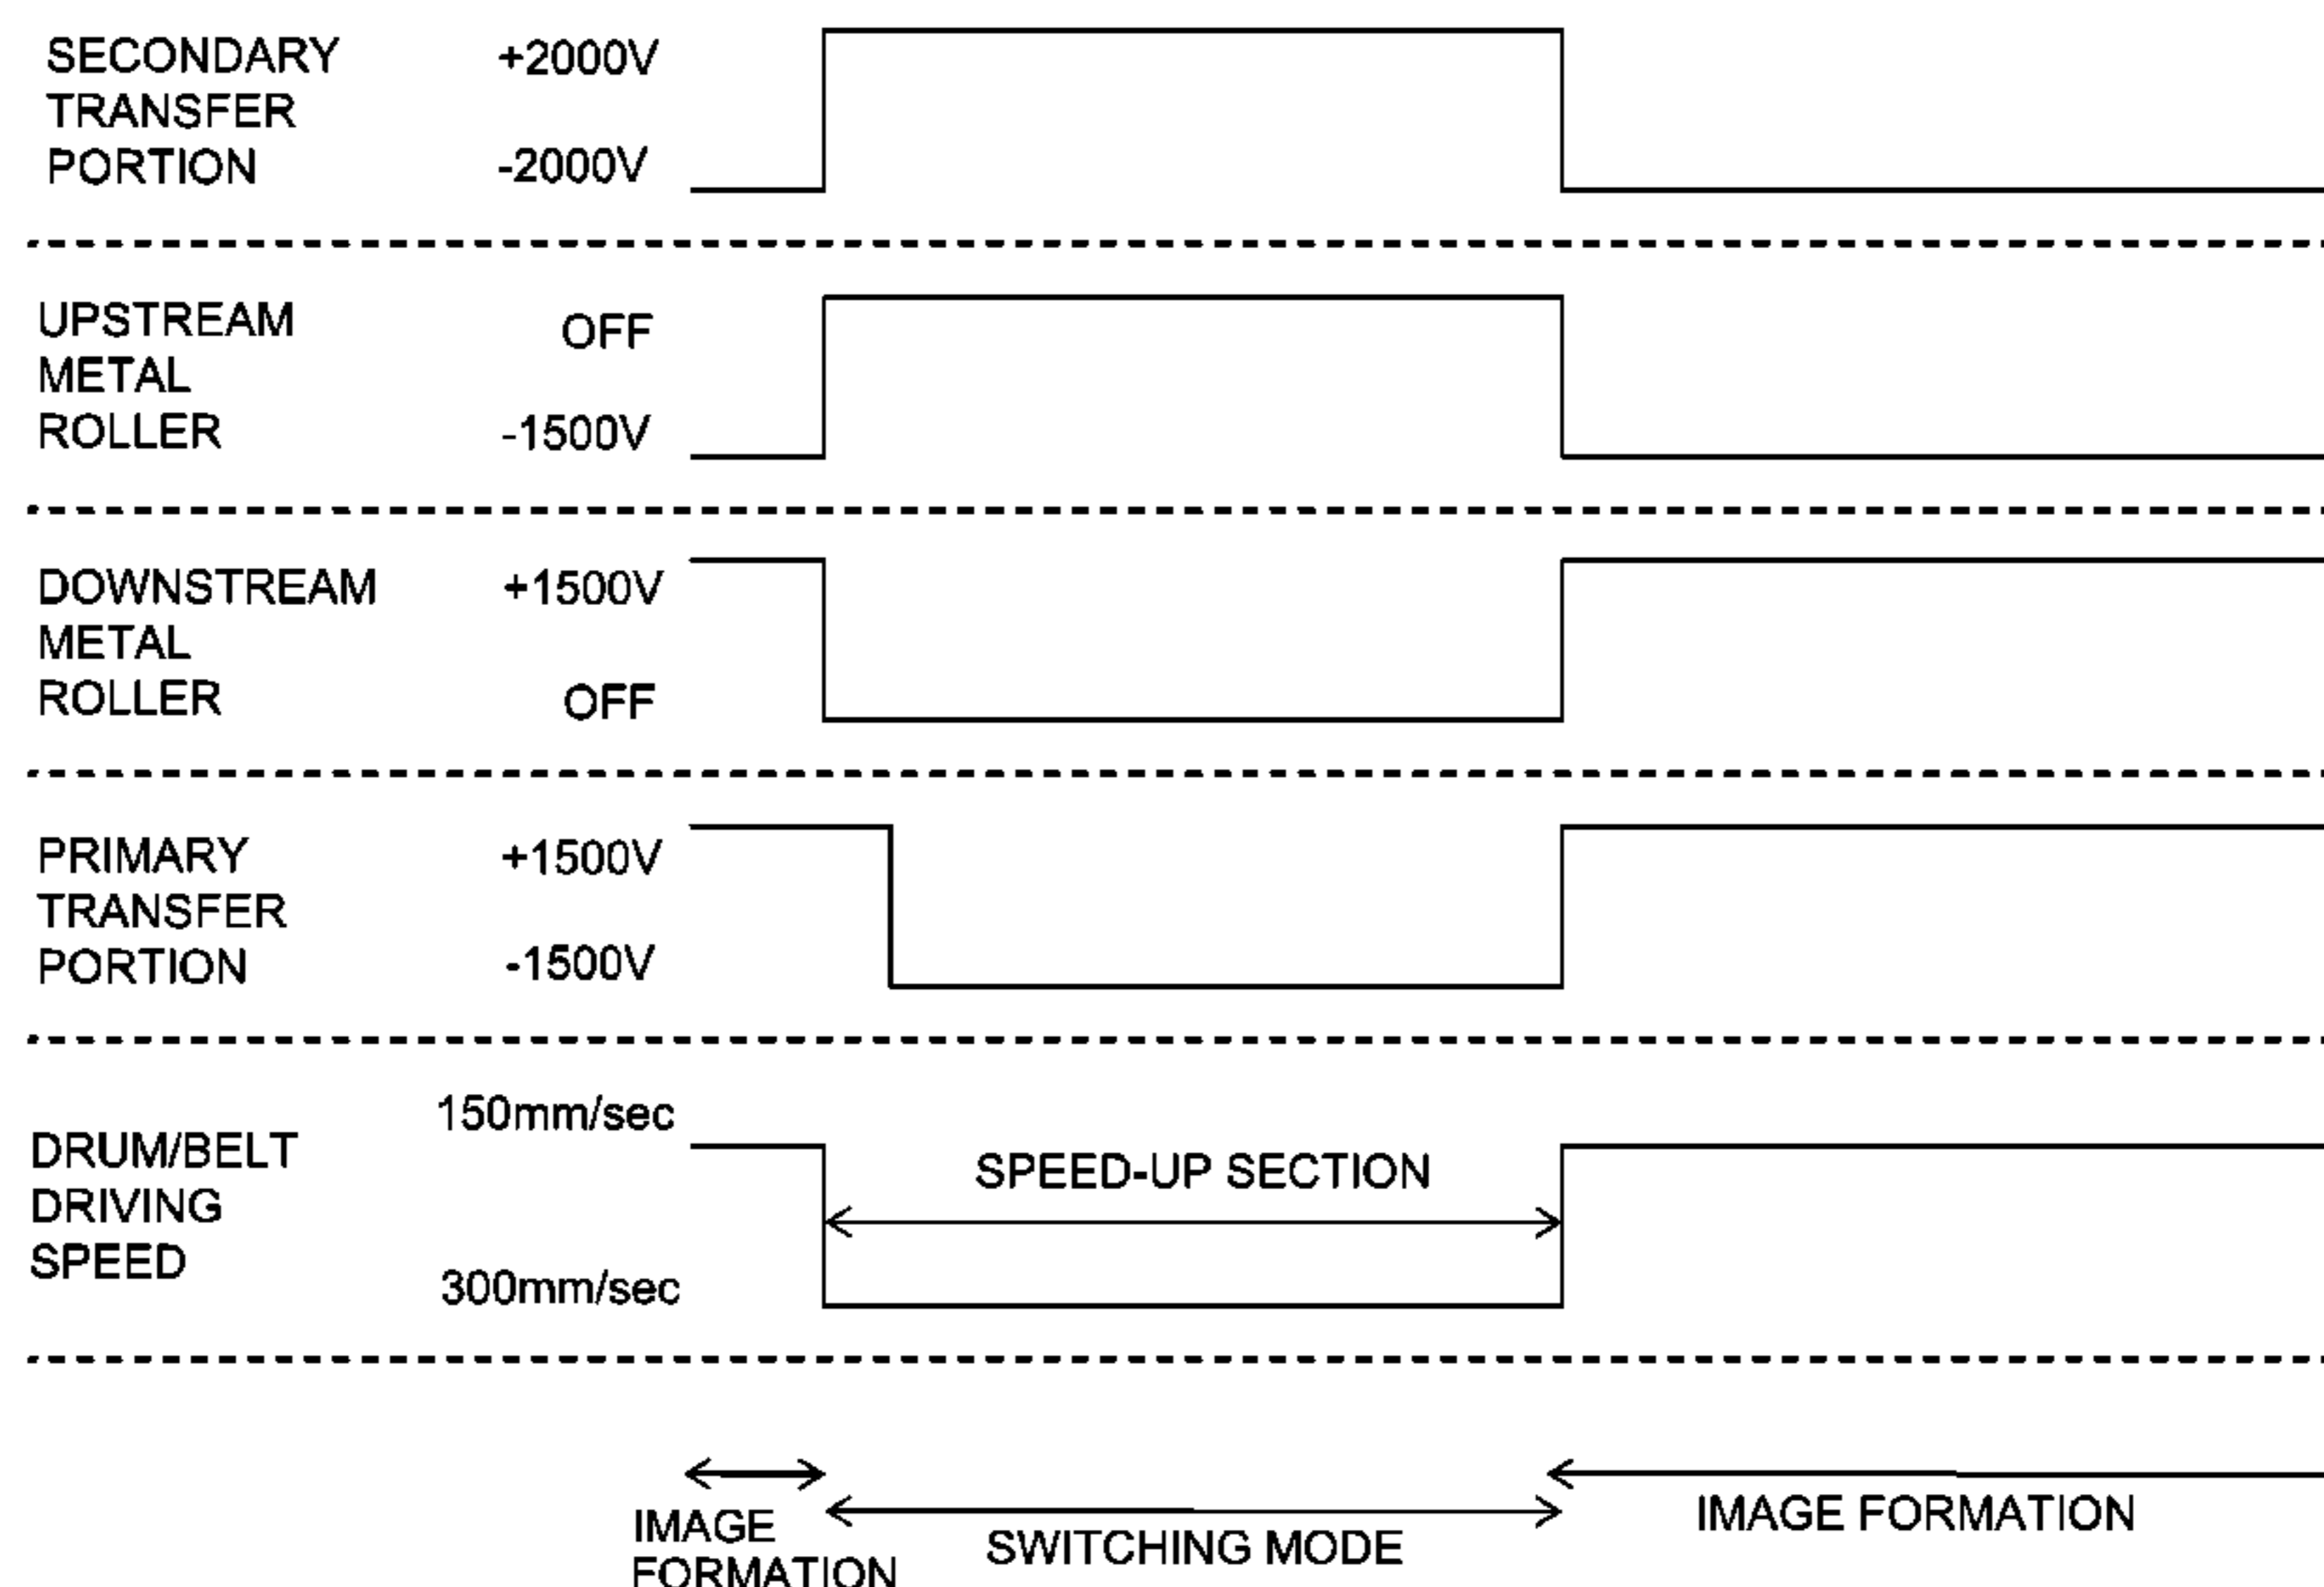 SECONDARY
TRANSFER
PORTION
+2000V
-2000V
UPSTREAM
METAL
ROLLER
OFF
-1500V
DOWNSTREAM
METAL
ROLLER
+1500V
OFF
PRIMARY
TRANSFER
PORTION
+1500V
-1500V
DRUM/BELT
DRIVING
SPEED
150mm/sec
300mm/sec
SPEED-UP SECTION
IMAGE
FORMATION
SWITCHING MODE
IMAGE FORMATION